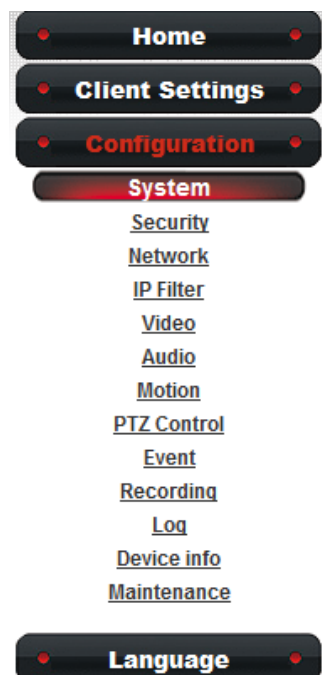 Home
Client Settings
Configuration
System
Security
Network
IP Filter
Video
Audio
Motion
PTZ Control
Event
Recording
Log
Device info
Maintenance
Language